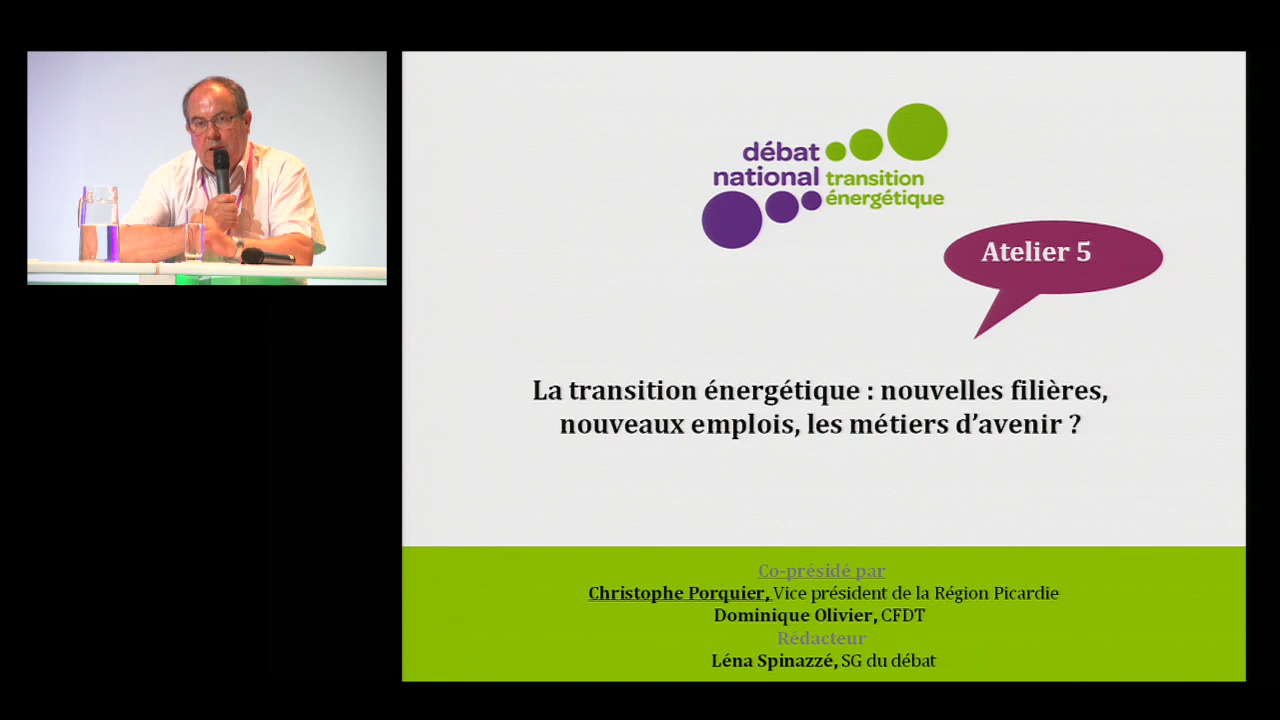 débat
national transition
énergétique
Atelier 5
La transition énergétique : nouvelles filières,
nouveaux emplois, les métiers d’avenir ?
Co-présidé par
Christophe Porquier, Vice président de la Région Picardie
Dominique Olivier, CFDT
Rédacteur
Léna Spinazzé, SG du débat